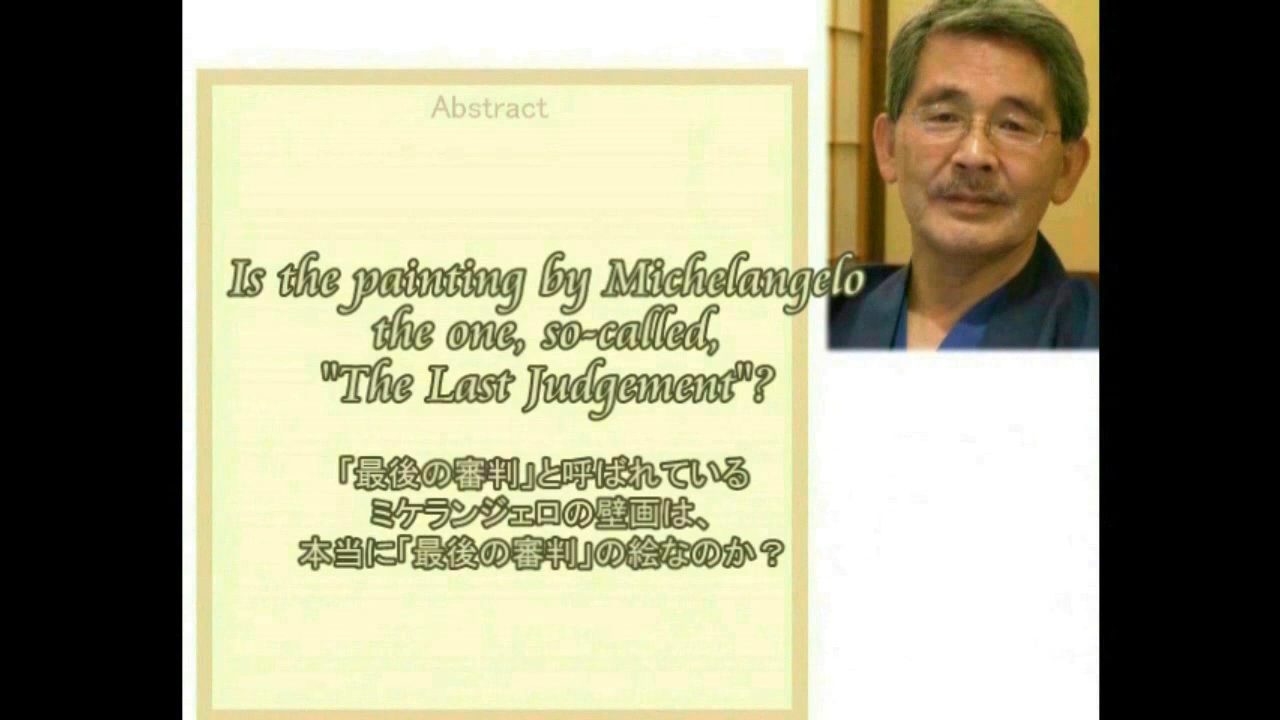 Abstract
Is the painting by Michelangelo
the one, so-called,
"The Last Judgement"?
「最後の審判」と呼ばれている
ミケランジェロの壁画は、
本当に「最後の審判」の絵なのか？